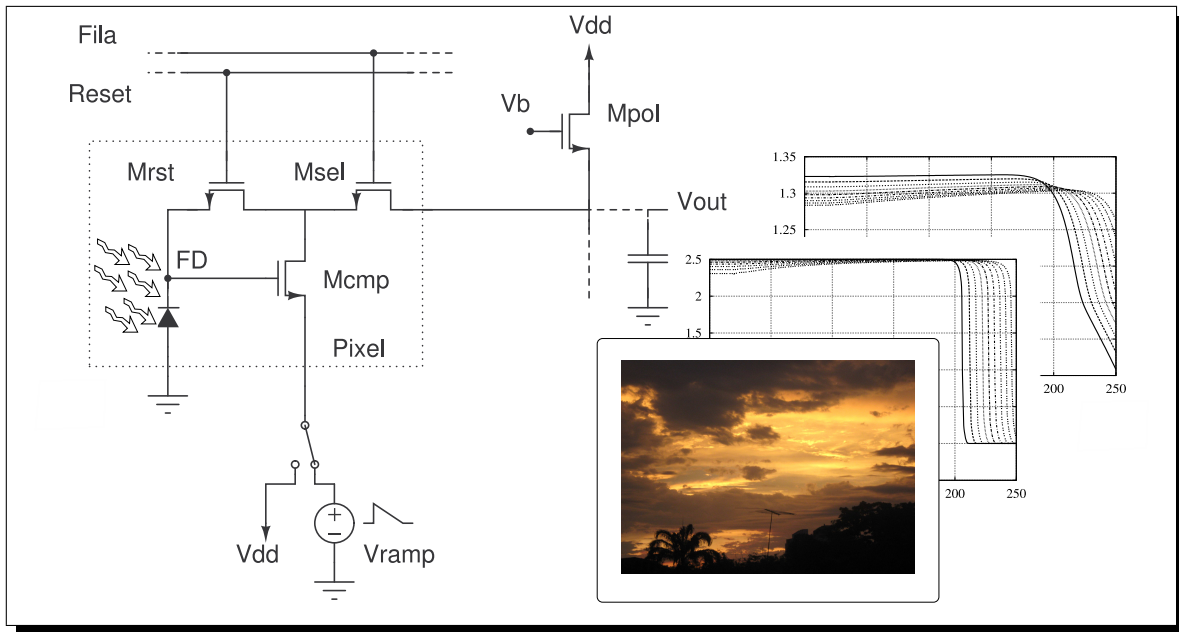 Fila
Reset
Vdd
Vb
Mpol
Mrst
Msel
Vout
FD
Mcmp
Pixel
Vdd
Vramp
1.35
1.3
1.25
200
250
2.5
2
1.5
200
250